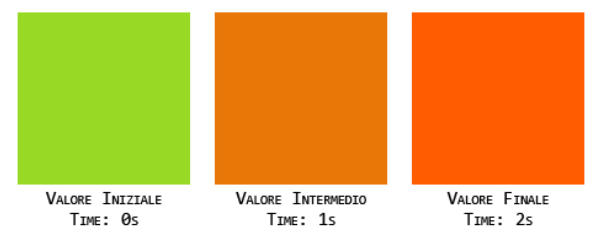 Valore Iniziale
Time: 0s
Valore Intermedio
Time: 1s
Valore Finale
Time: 2s